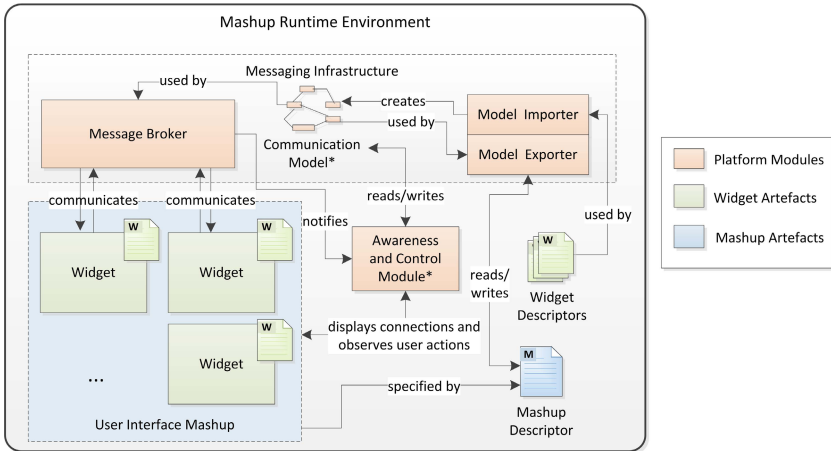 Mashup Runtime Environment
Messaging Infrastructure
used by
creates
Model Importer
Message Broker
used by
Communication
Model*
Model Exporter
Platform Modules
communicates
communicates
reads/writes
Widget Artefacts
notifies
used by
W
W
Awareness
and Control
Module*
W
Mashup Artefacts
Widget
Widget
reads/
writes
Widget
Descriptors
W
displays connections and
observes user actions
Widget
M
...
specified by
User Interface Mashup
Mashup
Descriptor